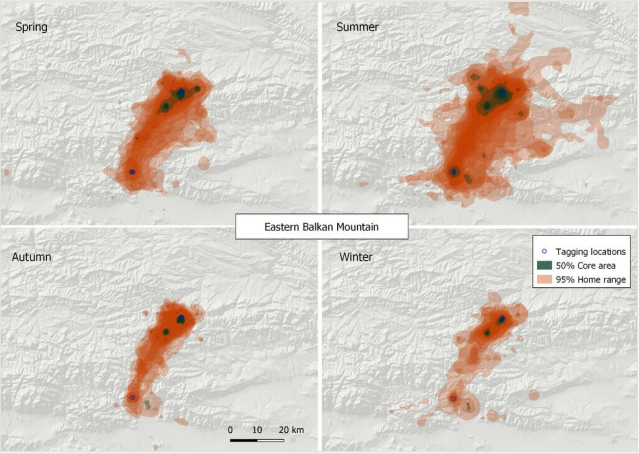 Spring
Summer
Eastern Balkan Mountain
Autumn
Winter
Tagging locations
50% Core area
95% Home range
0 10 20 km